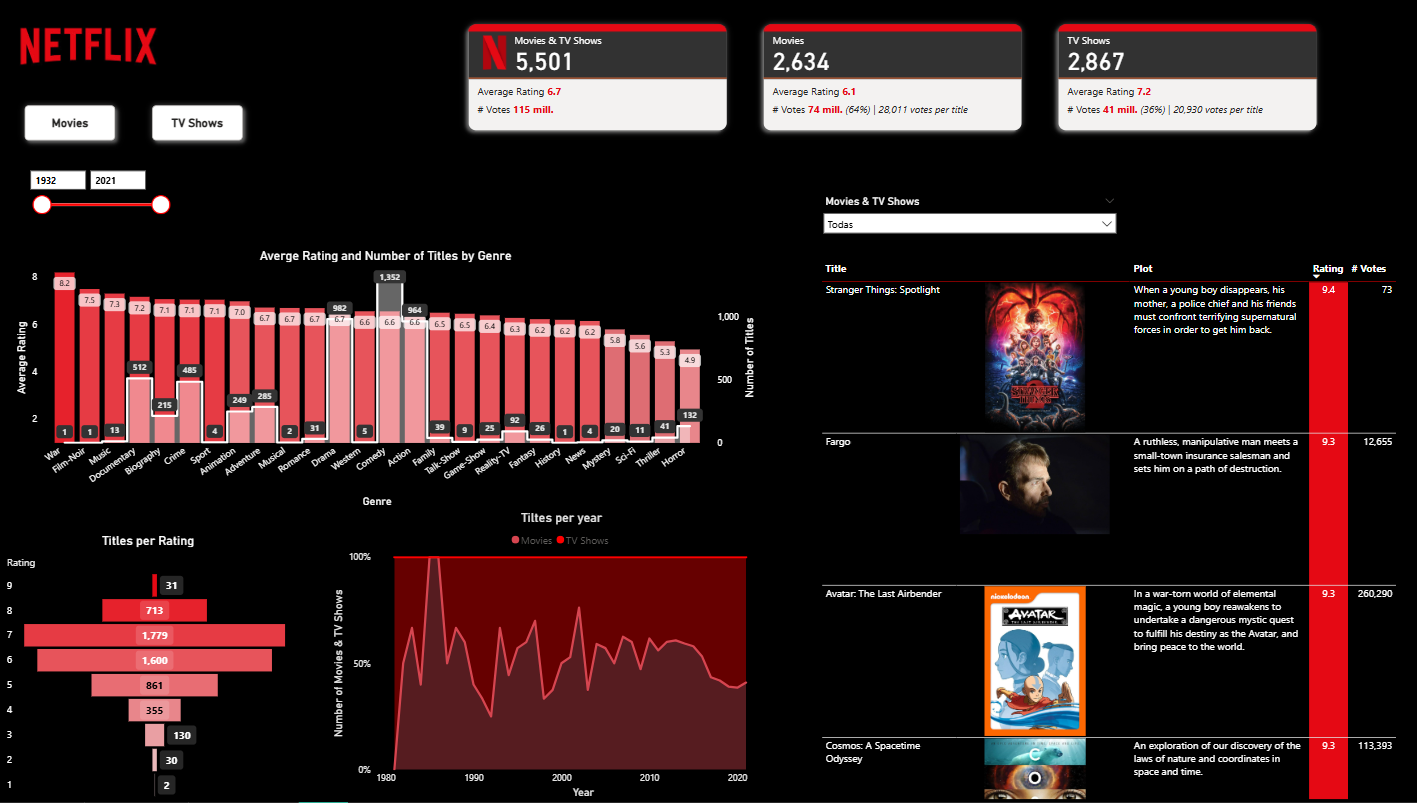 NETFLIX
Movies & TV Shows
5,501
Average Rating 6.7
# Votes 115 mill.
Movies
2,634
Average Rating 6.1
# Votes 74 mill. (64%) | 28,011 votes per title
TV Shows
2,867
Average Rating 7.2
# Votes 41 mill. (36%) | 20,930 votes per title
Movies
TV Shows
1932
2021
Averge Rating and Number of Titles by Genre
Average Rating
8
6
4
2
8.2
7.5
7.3
7.2
7.1
7.1
7.1
7.0
6.7
6.7
6.7
6.7
6.6
6.6
6.6
6.5
6.5
6.4
6.3
6.2
6.2
6.2
5.8
5.6
5.3
4.9
1
1
13
512
215
485
4
249
285
2
31
982
5
1,352
964
39
9
25
92
26
1
4
20
11
41
132
1,000
500
0
Number of Titles
War
Film-Noir
Music
Documentary
Biography
Crime
Sport
Animation
Adventure
Musical
Romance
Drama
Western
Comedy
Action
Family
Talk-Show
Game-Show
Reality-TV
Fantasy
History
News
Mystery
Sci-Fi
Thriller
Horror
Genre
Titles per Rating
Rating
9
31
8
713
7
1,779
6
1,600
5
861
4
355
3
130
2
30
1
2
Tiltes per year
Movies
TV Shows
Number of Movies & TV Shows
100%
50%
0%
1980
1990
2000
2010
2020
Year
Movies & TV Shows
Todas
Title
Plot
Rating
# Votes
Stranger Things: Spotlight
STRANGER
THINGS
2
When a young boy disappears, his
mother, a police chief and his friends
must confront terrifying supernatural
forces in order to get him back.
9.4
73
Fargo
A ruthless, manipulative man meets a
small-town insurance salesman and
sets him on a path of destruction.
9.3
12,655
Avatar: The Last Airbender
nickelodeon
AVATAR
THE LAST AIRBENDER
In a war-torn world of elemental
magic, a young boy reawakens to
undertake a dangerous mystic quest
to fulfill his destiny as the Avatar, and
bring peace to the world.
9.3
260,290
Cosmos: A Spacetime
Odyssey
C
O
An exploration of our discovery of the
laws of nature and coordinates in
space and time.
9.3
113,393